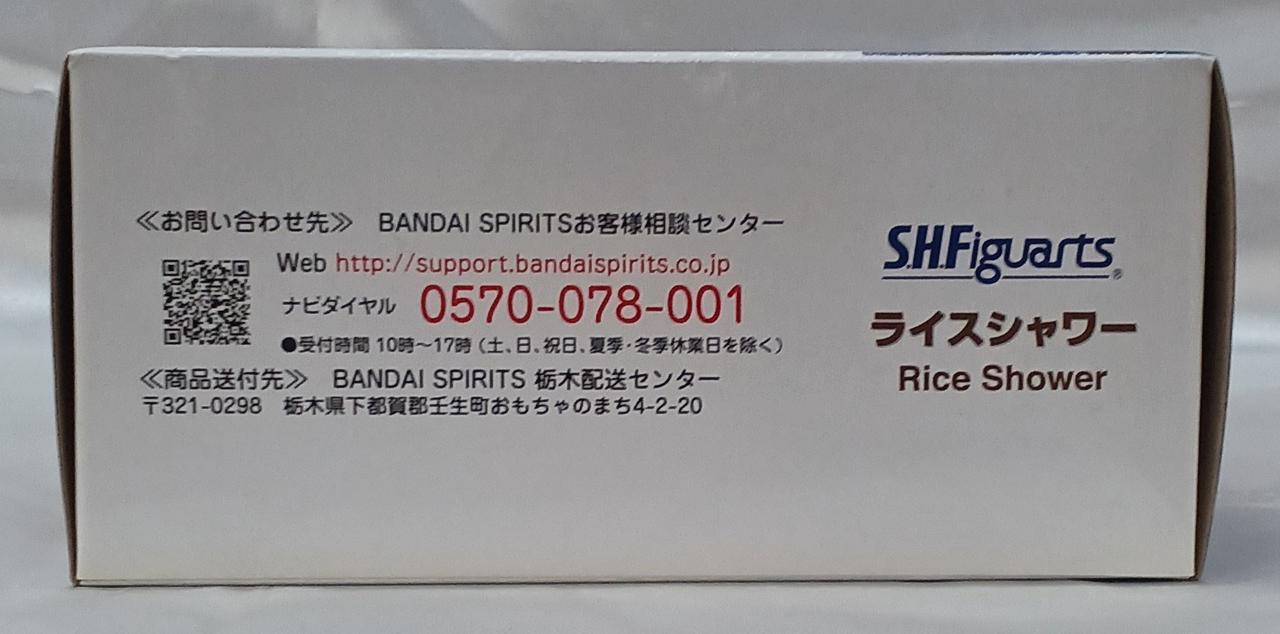 ≪お問い合わせ先≫ BANDAI SPIRITSお客様相談センター
Web http://support.bandaispirits.co.jp
ナビダイヤル 0570-078-001
●受付時間 10時～17時（土、日、祝日、夏季・冬季休業日を除く）
≪商品送付先≫ BANDAI SPIRITS 栃木配送センター
〒321-0298 栃木県下都賀郡壬生町おもちゃのまち4-2-20
S.H.Figuarts®
ライスシャワー
Rice Shower